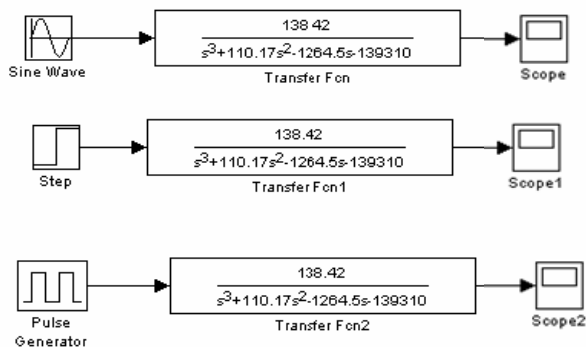 138.42
s³+110.17s²-1264.5s-139310
Sine Wave
Transfer Fcn
Scope
138.42
s³+110.17s²-1264.5s-139310
Step
Transfer Fcn1
Scope1
138.42
s³+110.17s²-1264.5s-139310
Pulse
Generator
Transfer Fcn2
Scope2